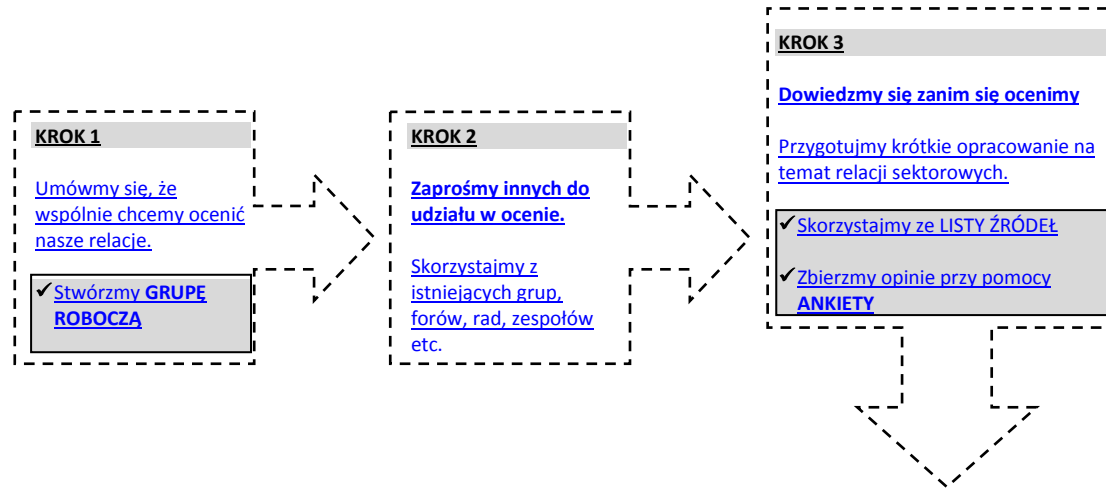 KROK 1
Umówmy się, że
wspólnie chcemy ocenić
nasze relacje.
✓Stwórzmy GRUPĘ
ROBOCZĄ
KROK 2
Zaprośmy innych do
udziału w ocenie.
Skorzystajmy z
istniejących grup,
forów, rad, zespołów
etc.
KROK 3
Dowiedzmy się zanim się ocenimy
Przygotujmy krótkie opracowanie na
temat relacji sektorowych.
✓Skorzystajmy ze LISTY ŹRÓDEŁ
✓Zbierzmy opinie przy pomocy
ANKIETY